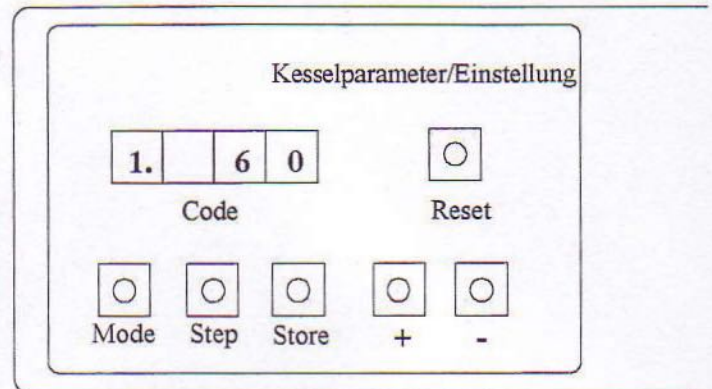 Kesselparameter/Einstellung
1. 6 0
Code Reset
Mode Step Store + -